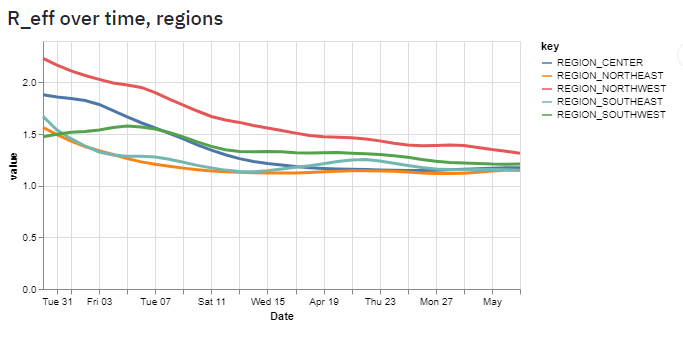 R_eff over time, regions
key
REGION_CENTER
REGION_NORTHEAST
REGION_NORTHWEST
REGION_SOUTHEAST
REGION_SOUTHWEST
value
2.0
1.5
1.0
0.5
0.0
Tue 31 Fri 03 Tue 07 Sat 11 Wed 15 Apr 19 Thu 23 Mon 27 May
Date